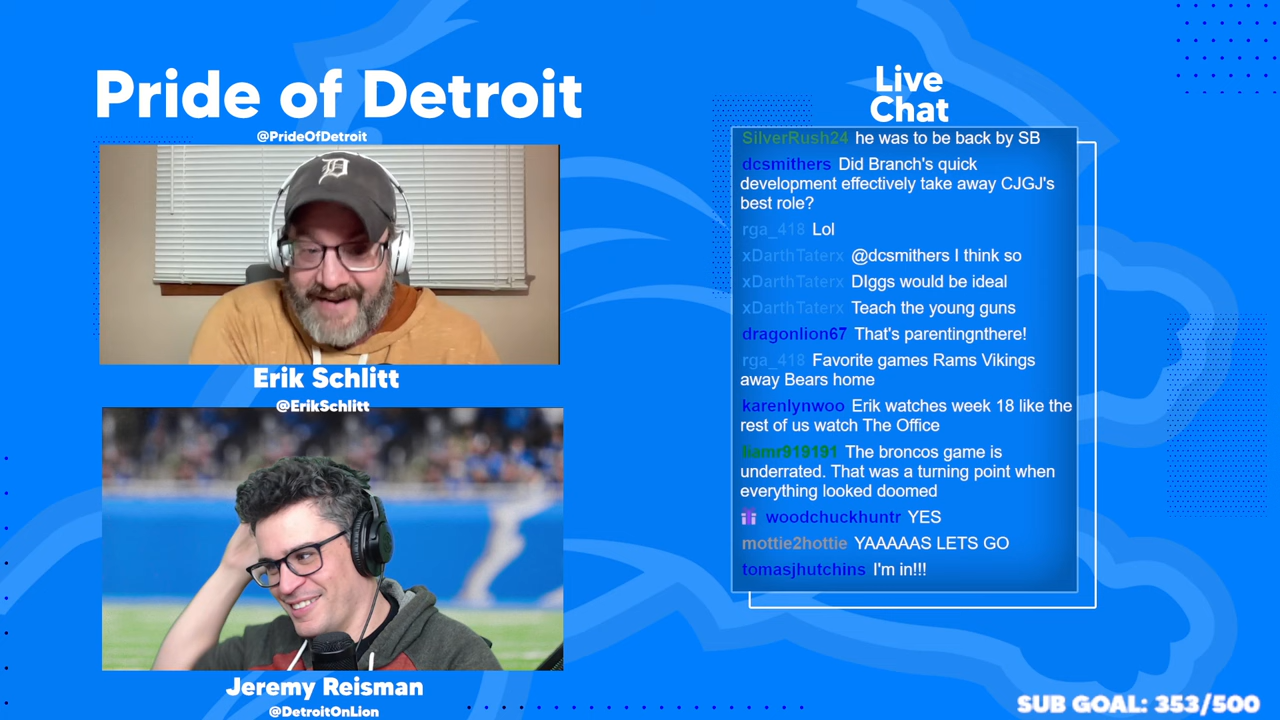 Pride of Detroit
@PrideOfDetroit
D
Erik Schlitt
@ErikSchlitt
Jeremy Reisman
@DetroitOnLion
Live
Chat
SilverRush24 he was to be back by SB
dcsmithers Did Branch's quick
development effectively take away CJGJ's
best role?
rga_418 Lol
xDarthTaterx @dcsmithers I think so
xDarthTaterx DIggs would be ideal
xDarthTaterx Teach the young guns
dragonlion67 That's parentingnthere!
rga_418 Favorite games Rams Vikings
away Bears home
karenlynwoo Erik watches week 18 like the
rest of us watch The Office
liamr919191 The broncos game is
underrated. That was a turning point when
everything looked doomed
woodchuckhuntr YES
mottie2hottie YAAAAAS LETS GO
tomasjhutchins I'm in!!!
SUB GOAL: 353/500